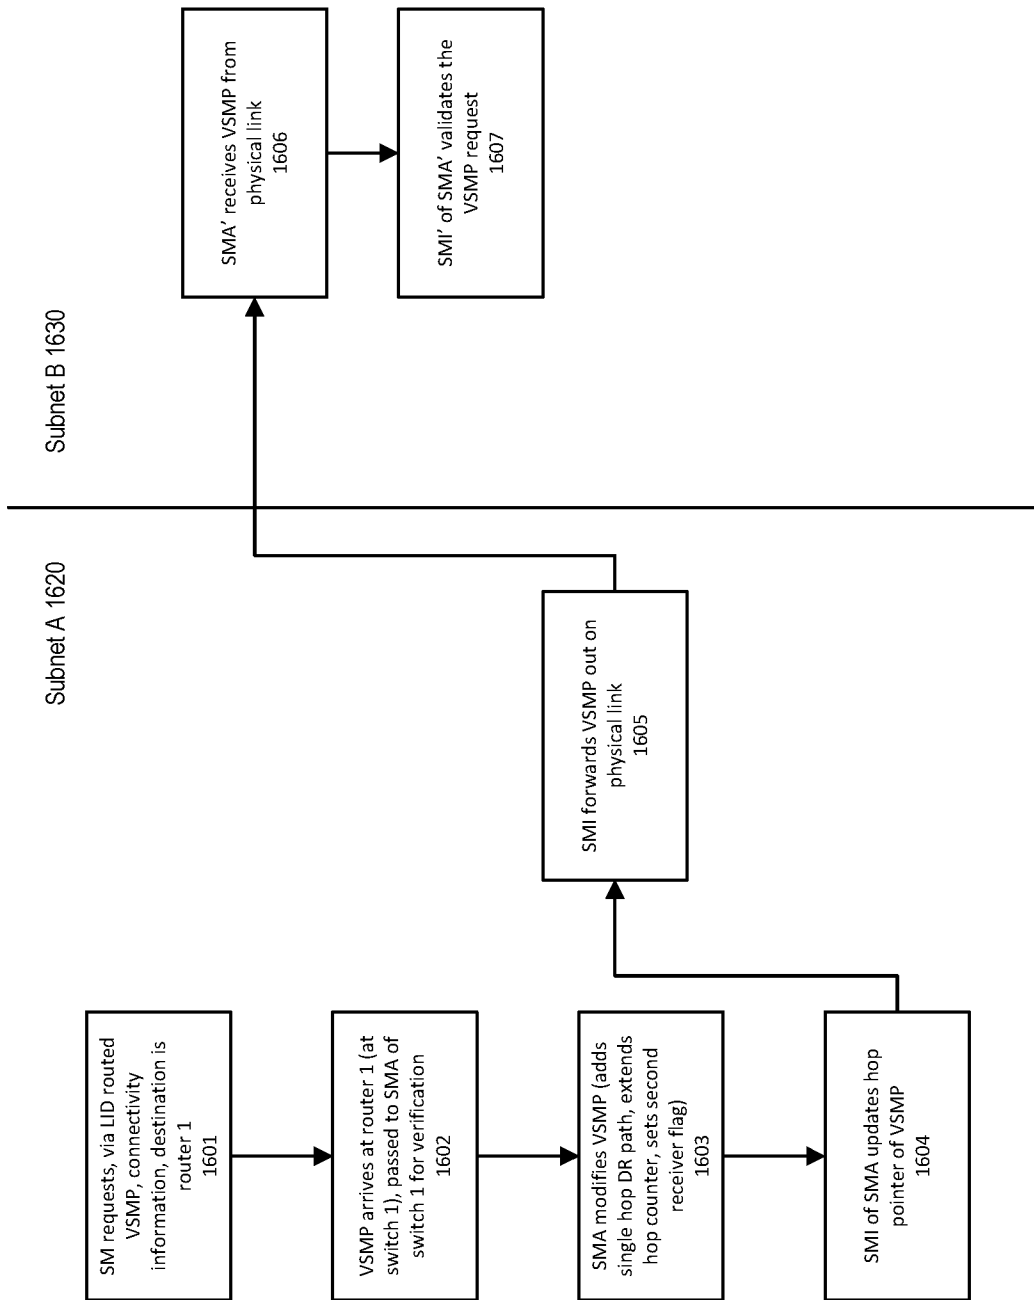 Subnet A 1620
Subnet B 1630
SM requests, via LID routed
VSMP, connectivity
information, destination is
router 1
1601
VSMP arrives at router 1 (at
switch 1), passed to SMA of
switch 1 for verification
1602
SMA modifies VSMP (adds
single hop DR path, extends
hop counter, sets second
receiver flag)
1603
SMI of SMA updates hop
pointer of VSMP
1604
SMI forwards VSMP out on
physical link
1605
SMA’ receives VSMP from
physical link
1606
SMI’ of SMA’ validates the
VSMP request
1607